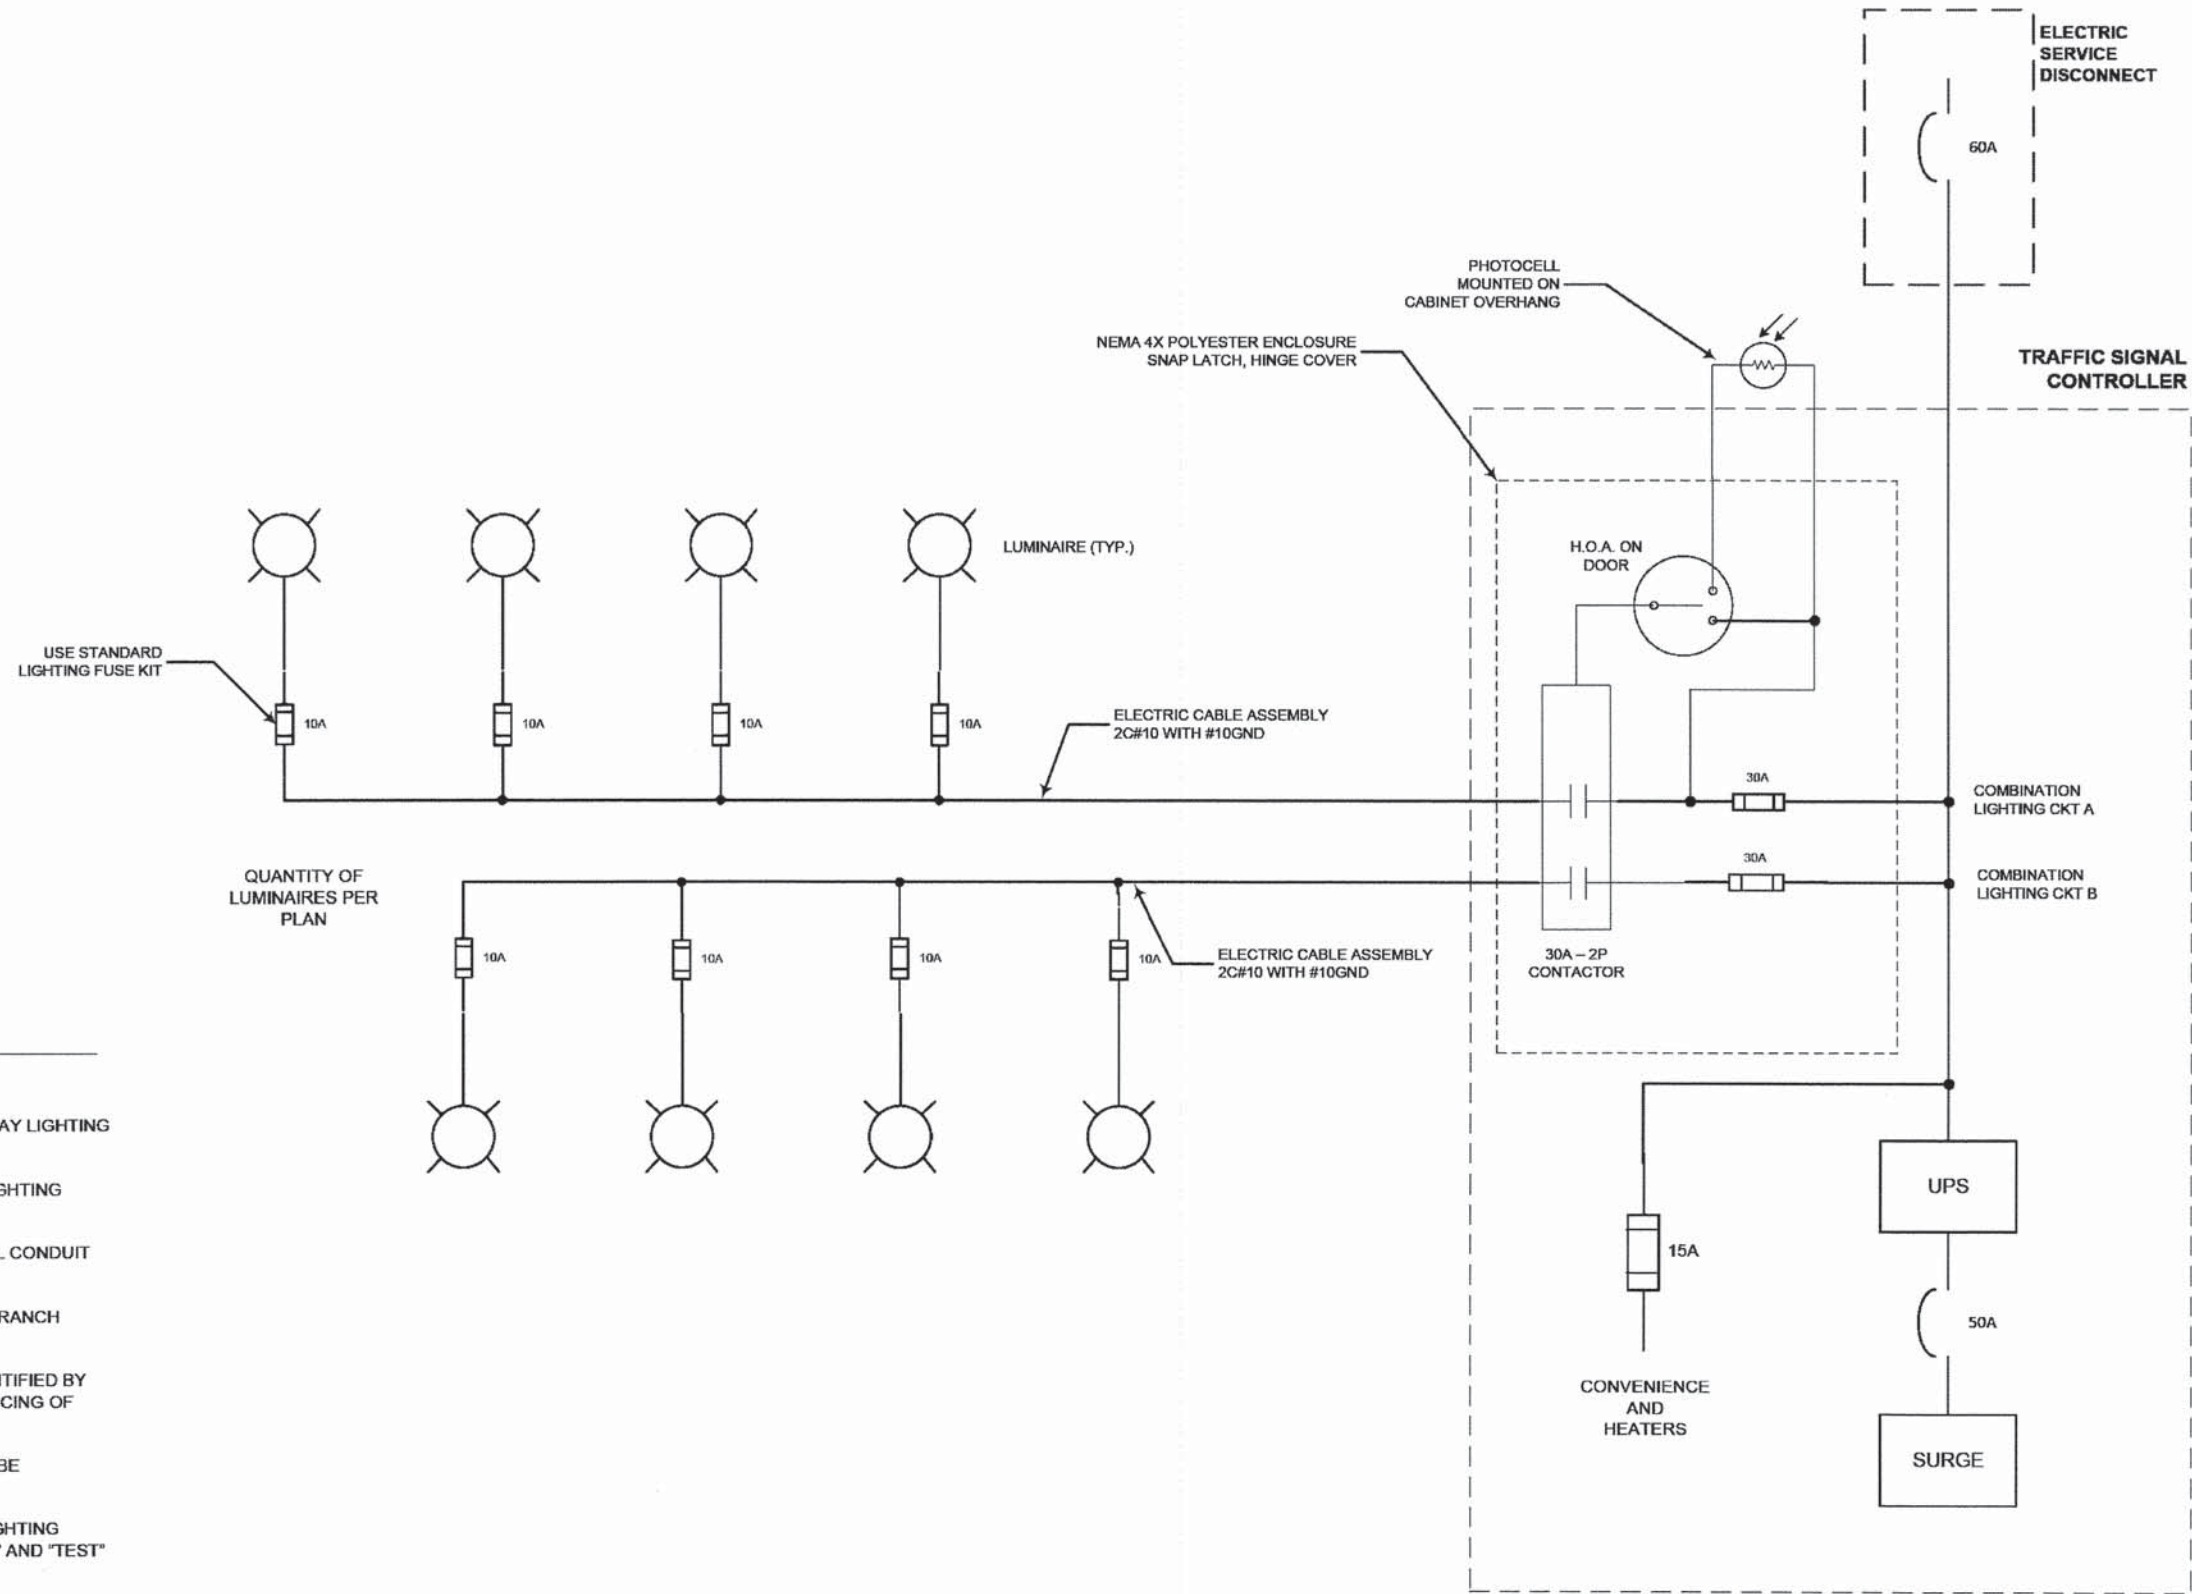 ELECTRIC
SERVICE
DISCONNECT
60A
PHOTOCELL
MOUNTED ON
CABINET OVERHANG
NEMA 4X POLYESTER ENCLOSURE
SNAP LATCH, HINGE COVER
TRAFFIC SIGNAL
CONTROLLER
LUMINAIRE (TYP.)
H.O.A. ON
DOOR
USE STANDARD
LIGHTING FUSE KIT
10A
10A
10A
10A
ELECTRIC CABLE ASSEMBLY
2C#10 WITH #10GND
30A
COMBINATION
LIGHTING CKT A
30A
COMBINATION
LIGHTING CKT B
QUANTITY OF
LUMINAIRES PER
PLAN
10A
10A
10A
10A
ELECTRIC CABLE ASSEMBLY
2C#10 WITH #10GND
30A – 2P
CONTACTOR
AY LIGHTING
GHTING
L CONDUIT
RANCH
NTIFIED BY
CING OF
BE
GHTING
" AND "TEST"
UPS
15A
50A
CONVENIENCE
AND
HEATERS
SURGE